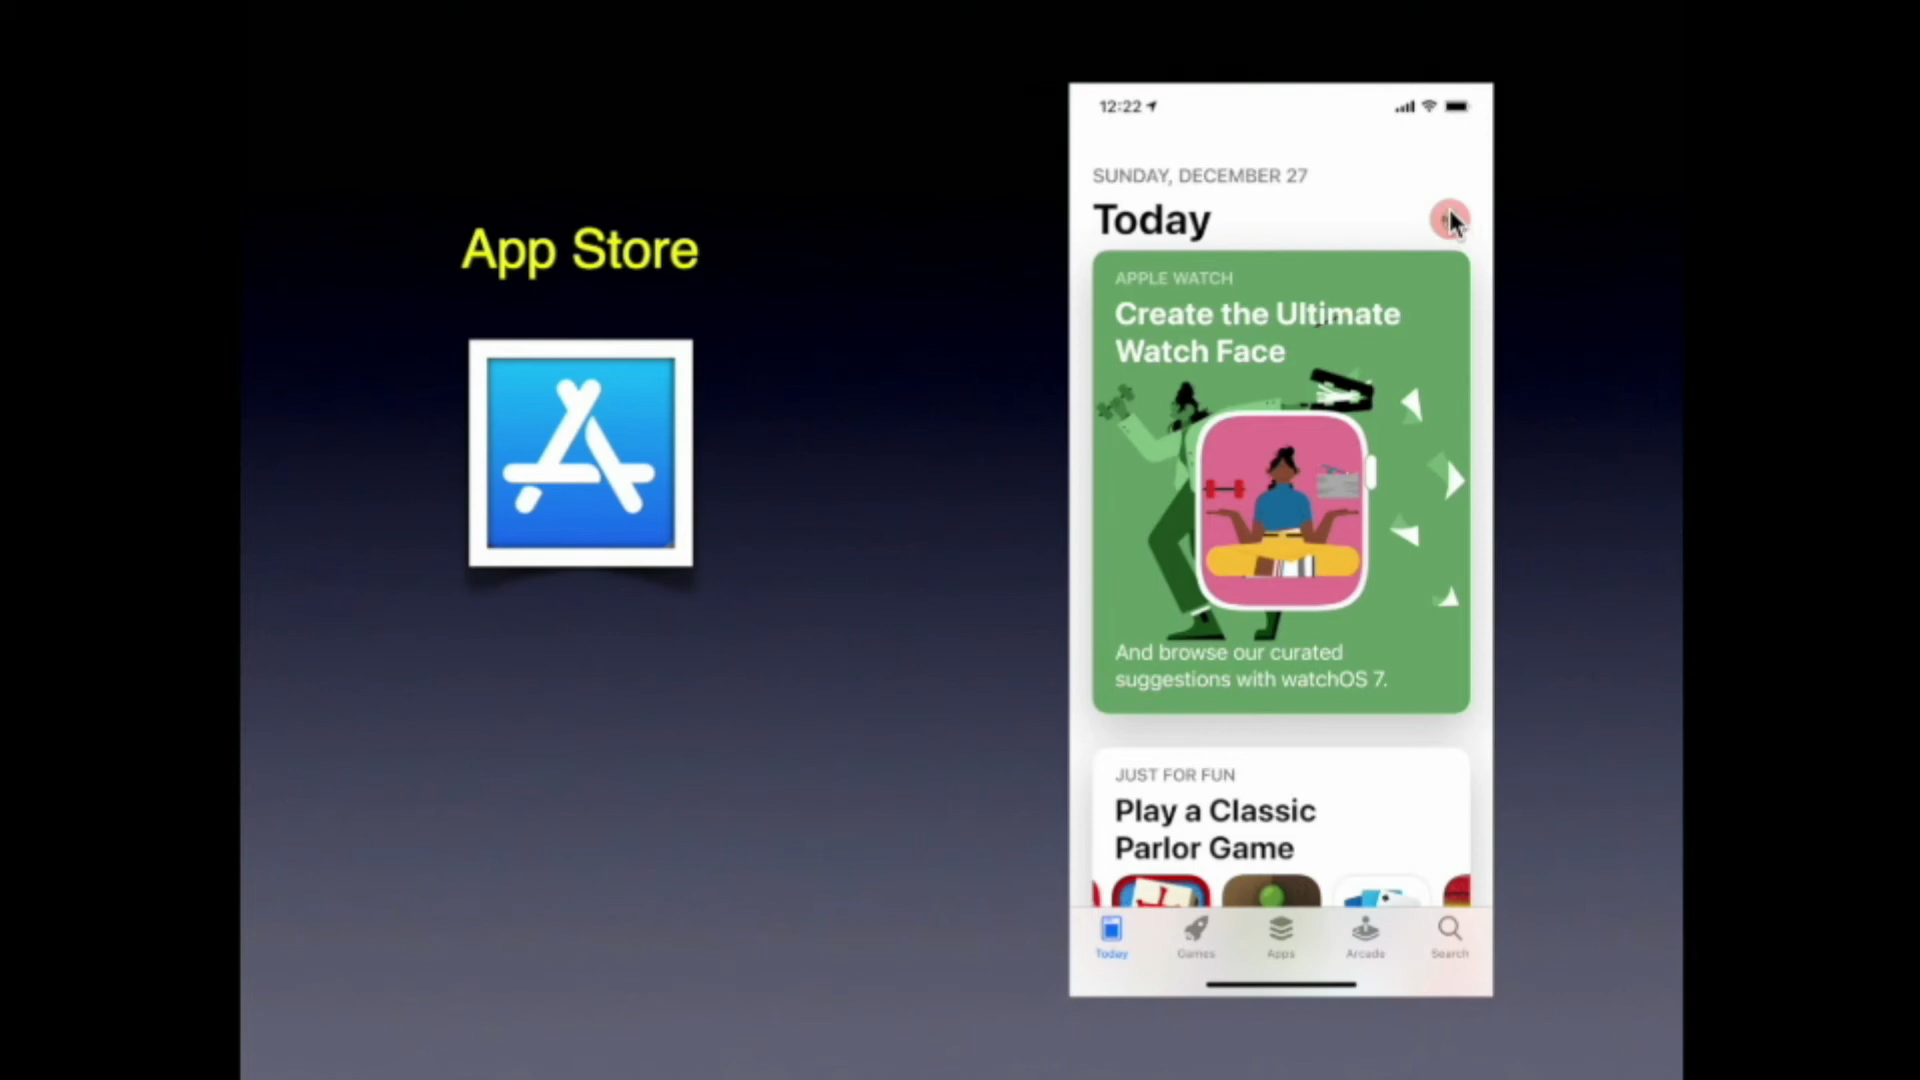 App Store
12:22
SUNDAY, DECEMBER 27
Today
APPLE WATCH
Create the Ultimate
Watch Face
And browse our curated
suggestions with watchOS 7.
JUST FOR FUN
Play a Classic
Parlor Game
Today Games Apps Arcade Search